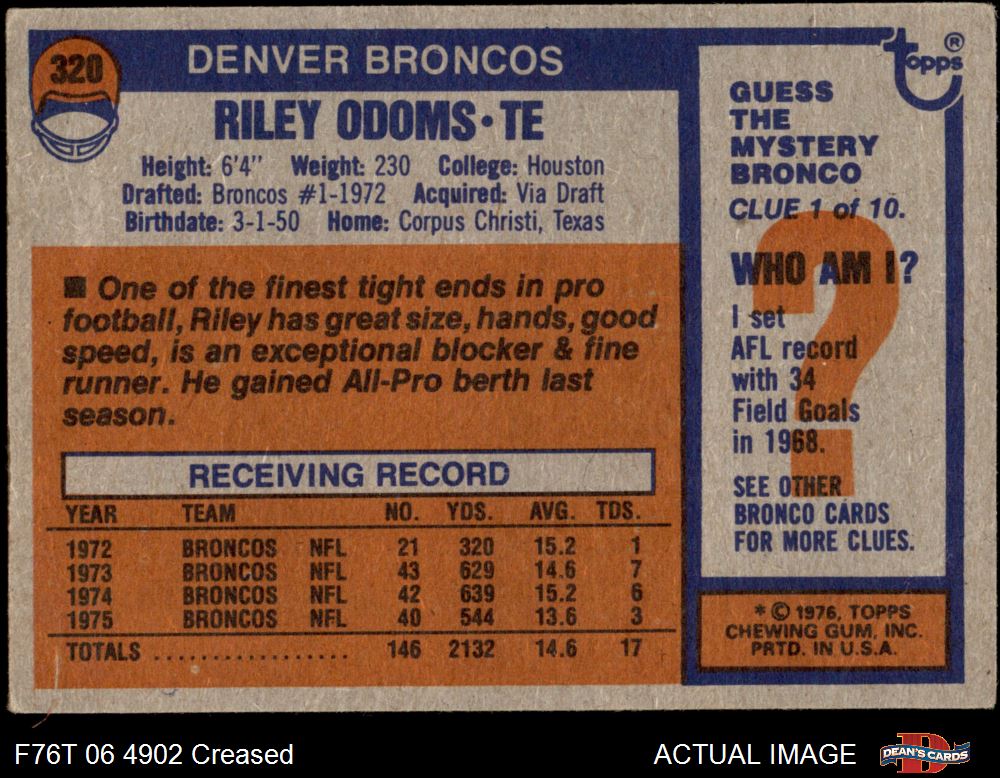 320
DENVER BRONCOS
RILEY ODOMS•TE
Height: 6'4" Weight: 230 College: Houston
Drafted: Broncos #1-1972 Acquired: Via Draft
Birthdate: 3-1-50 Home: Corpus Christi, Texas
■ One of the finest tight ends in pro
football, Riley has great size, hands, good
speed, is an exceptional blocker & fine
runner. He gained All-Pro berth last
season.
RECEIVING RECORD
YEAR TEAM NO. YDS. AVG. TDS.
1972 BRONCOS NFL 21 320 15.2 1
1973 BRONCOS NFL 43 629 14.6 7
1974 BRONCOS NFL 42 639 15.2 6
1975 BRONCOS NFL 40 544 13.6 3
TOTALS .................. 146 2132 14.6 17
topps ®
GUESS
THE
MYSTERY
BRONCO
CLUE 1 of 10.
WHO AM I?
I set
AFL record
with 34
Field Goals
in 1968.
SEE OTHER
BRONCO CARDS
FOR MORE CLUES.
* © 1976, TOPPS
CHEWING GUM, INC.
PRTD. IN U.S.A.
F76T 06 4902 Creased
ACTUAL IMAGE
DEAN'S CARDS